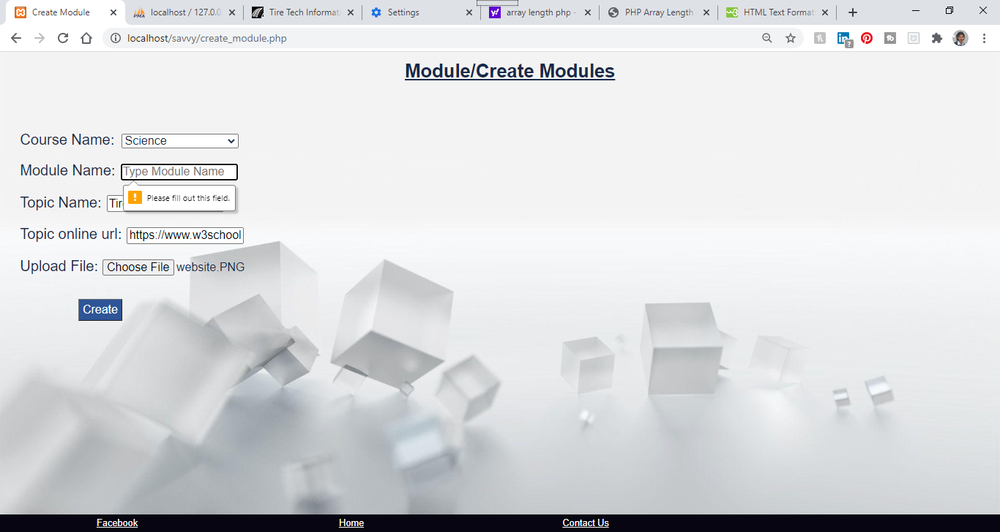 Create Module
localhost / 127.0.0
Tire Tech Informat
Settings
array length php -
PHP Array Length
HTML Text Format
localhost/savvy/create_module.php
Module/Create Modules
Course Name: Science
Module Name: Type Module Name
Please fill out this field.
Topic Name: Tir
Topic online url: https://www.w3school
Upload File: Choose File website.PNG
Create
Facebook Home Contact Us